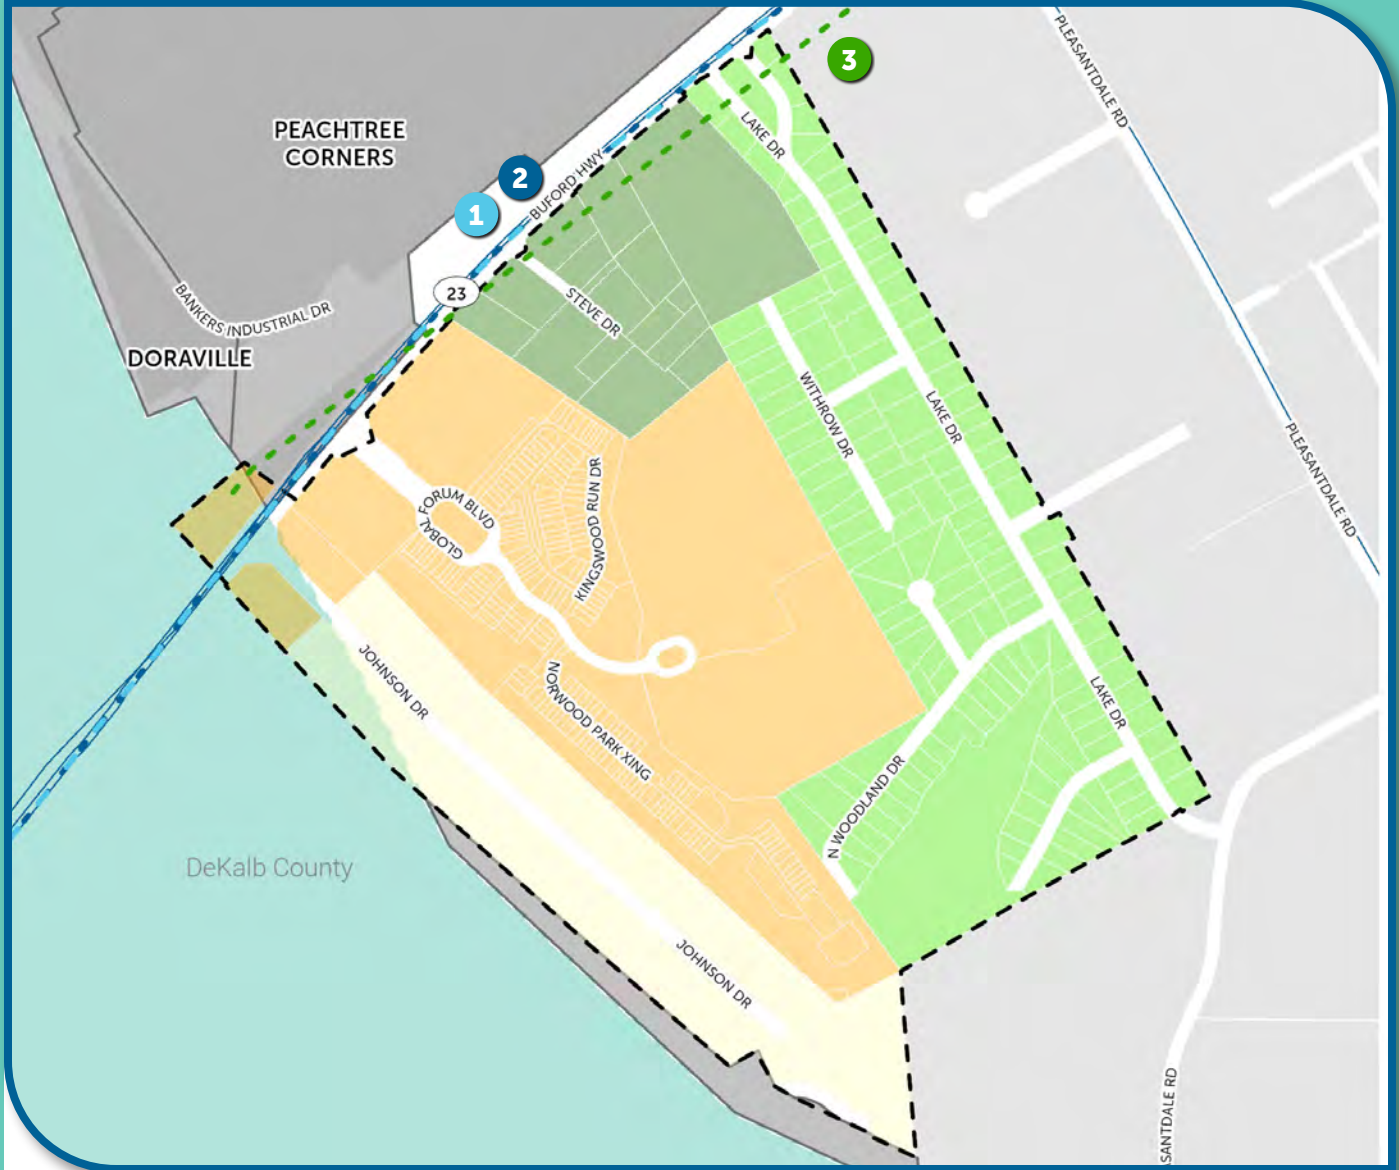 PLEASANTDALE RD
3
PEACHTREE
CORNERS
LAKE DR
2
1
BUFORD HWY
23
STEVE DR
BANKERS INDUSTRIAL DR
DORAVILLE
WITHROW DR
LAKE DR
PLEASANTDALE RD
KINGSWOOD RUN DR
FORUM BLVD
GLOBAL
JOHNSON DR
NORWOOD PARK XING
LAKE DR
N WOODLAND DR
DeKalb County
JOHNSON DR
SANTDALE RD